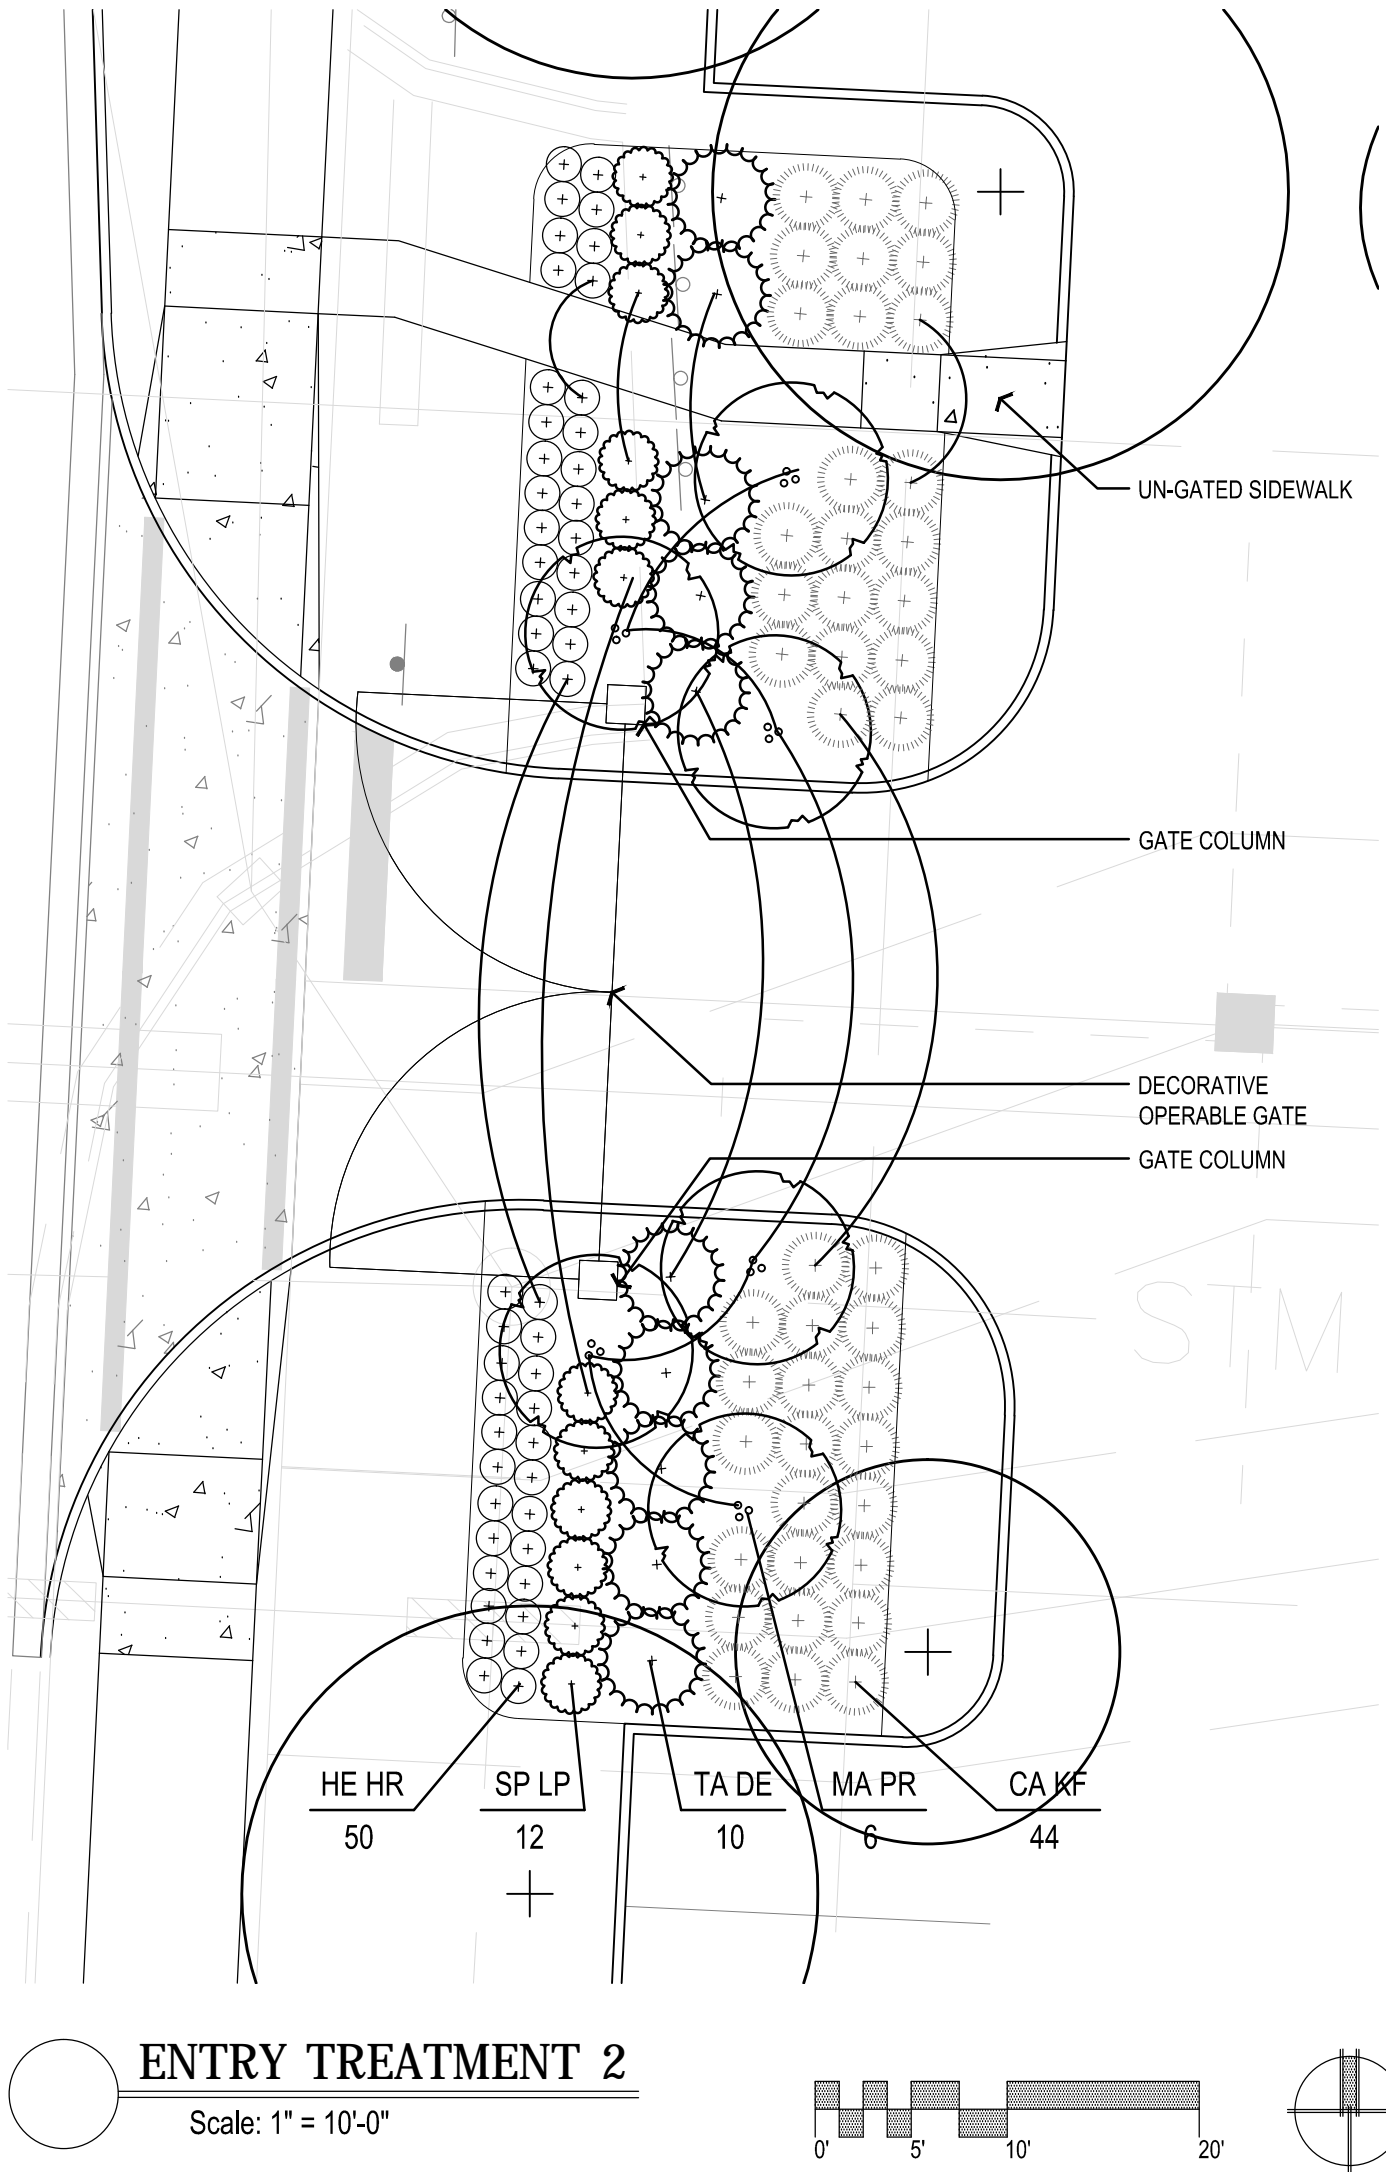 UN-GATED SIDEWALK
GATE COLUMN
DECORATIVE
OPERABLE GATE
GATE COLUMN
STM
HE HR
50
SP LP
12
TA DE
10
MA PR
6
CA KF
44
ENTRY TREATMENT 2
Scale: 1" = 10'-0"
0' 5' 10' 20'